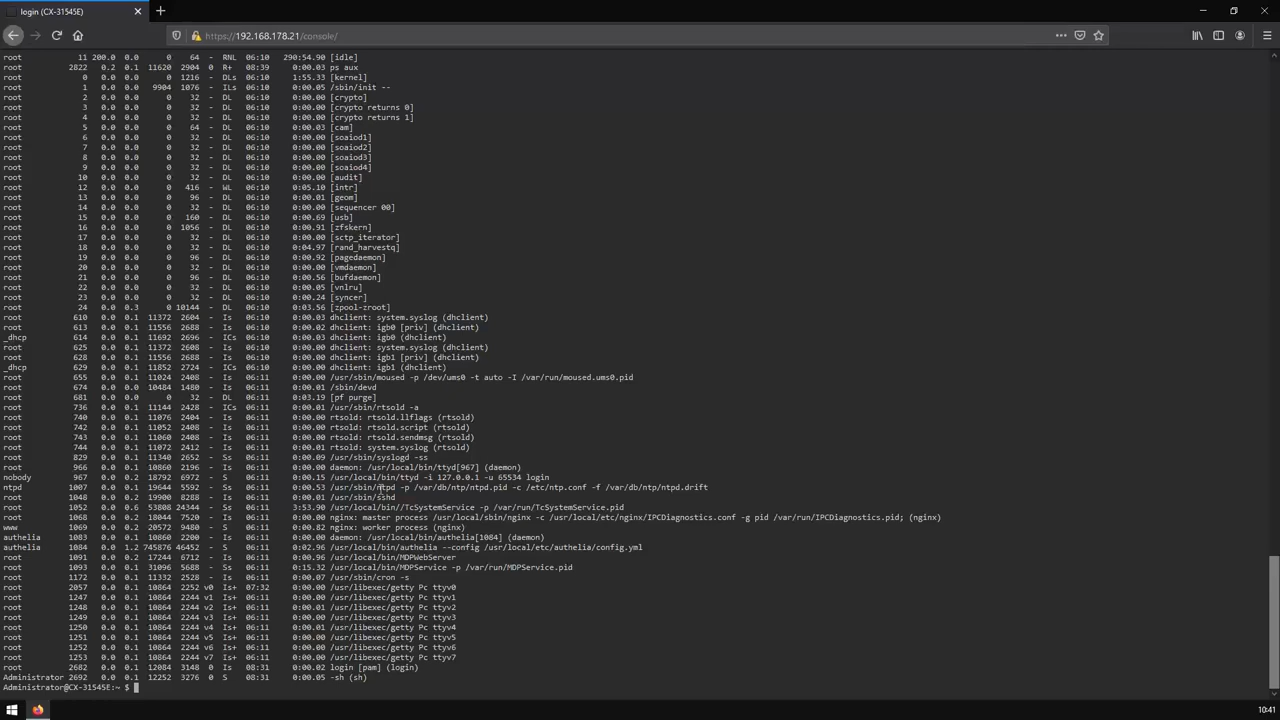 login (CX-31545E)
https://192.168.178.21/console/
root 11 200.0 0.0 0 64 - RNL 06:10 290:54.90 [idle]
root 2822 0.2 0.1 11620 2904 0 R+ 08:39 0:00.03 ps aux
root 0 0.0 0.0 0 1216 - DLs 06:10 1:55.33 [kernel]
root 1 0.0 0.0 9904 1076 - ILs 06:10 0:00.05 /sbin/init --
root 2 0.0 0.0 0 32 - DL 06:10 0:00.00 [crypto]
root 3 0.0 0.0 0 32 - DL 06:10 0:00.00 [crypto returns 0]
root 4 0.0 0.0 0 32 - DL 06:10 0:00.00 [crypto returns 1]
root 5 0.0 0.0 0 64 - DL 06:10 0:00.03 [cam]
root 6 0.0 0.0 0 32 - DL 06:10 0:00.00 [soaiod1]
root 7 0.0 0.0 0 32 - DL 06:10 0:00.00 [soaiod2]
root 8 0.0 0.0 0 32 - DL 06:10 0:00.00 [soaiod3]
root 9 0.0 0.0 0 32 - DL 06:10 0:00.00 [soaiod4]
root 10 0.0 0.0 0 32 - DL 06:10 0:00.00 [audit]
root 12 0.0 0.0 0 416 - WL 06:10 0:05.10 [intr]
root 13 0.0 0.0 0 96 - DL 06:10 0:00.01 [geom]
root 14 0.0 0.0 0 32 - DL 06:10 0:00.00 [sequencer 00]
root 15 0.0 0.0 0 160 - DL 06:10 0:00.69 [usb]
root 16 0.0 0.0 0 1056 - DL 06:10 0:00.91 [zfskern]
root 17 0.0 0.0 0 32 - DL 06:10 0:00.00 [sctp_iterator]
root 18 0.0 0.0 0 32 - DL 06:10 0:04.97 [rand_harvestq]
root 19 0.0 0.0 0 96 - DL 06:10 0:00.92 [pagedaemon]
root 20 0.0 0.0 0 32 - DL 06:10 0:00.00 [vmdaemon]
root 21 0.0 0.0 0 96 - DL 06:10 0:00.56 [bufdaemon]
root 22 0.0 0.0 0 32 - DL 06:10 0:00.05 [vnlru]
root 23 0.0 0.0 0 32 - DL 06:10 0:00.24 [syncer]
root 24 0.0 0.3 0 10144 - DL 06:10 0:03.56 [zpool-zroot]
root 610 0.0 0.1 11372 2604 - Is 06:10 0:00.03 dhclient: system.syslog (dhclient)
root 613 0.0 0.1 11556 2688 - Is 06:10 0:00.02 dhclient: igb0 [priv] (dhclient)
_dhcp 614 0.0 0.1 11692 2696 - ICs 06:10 0:00.03 dhclient: igb0 (dhclient)
root 625 0.0 0.1 11372 2608 - Is 06:10 0:00.03 dhclient: system.syslog (dhclient)
root 628 0.0 0.1 11556 2688 - Is 06:10 0:00.01 dhclient: igb1 [priv] (dhclient)
_dhcp 629 0.0 0.1 11852 2724 - ICs 06:10 0:00.00 dhclient: igb1 (dhclient)
root 655 0.0 0.1 11024 2408 - Is 06:11 0:00.00 /usr/sbin/moused -p /dev/ums0 -t auto -I /var/run/moused.ums0.pid
root 674 0.0 0.0 10484 1480 - Is 06:11 0:00.01 /sbin/devd
root 681 0.0 0.0 0 32 - DL 06:11 0:03.19 [pf purge]
root 736 0.0 0.1 11144 2428 - ICs 06:11 0:00.01 /usr/sbin/rtsold -a
root 740 0.0 0.1 11076 2404 - Is 06:11 0:00.00 rtsold: rtsold.llflags (rtsold)
root 742 0.0 0.1 11052 2408 - Is 06:11 0:00.00 rtsold: rtsold.script (rtsold)
root 743 0.0 0.1 11060 2408 - Is 06:11 0:00.00 rtsold: rtsold.sendmsg (rtsold)
root 744 0.0 0.1 11072 2412 - Is 06:11 0:00.01 rtsold: system.syslog (rtsold)
root 829 0.0 0.1 11340 2652 - Ss 06:11 0:00.09 /usr/sbin/syslogd -ss
root 966 0.0 0.1 10860 2196 - Is 06:11 0:00.00 daemon: /usr/local/bin/ttyd[967] (daemon)
nobody 967 0.0 0.2 18792 6972 - S 06:11 0:00.15 /usr/local/bin/ttyd -i 127.0.0.1 -u 65534 login
ntpd 1007 0.0 0.1 19644 5592 - Ss 06:11 0:00.53 /usr/sbin/ntpd -p /var/db/ntp/ntpd.pid -c /etc/ntp.conf -f /var/db/ntp/ntpd.drift
root 1048 0.0 0.2 19900 8288 - Is 06:11 0:00.01 /usr/sbin/sshd
root 1052 0.0 0.6 53808 24344 - Ss 06:11 3:53.90 /usr/local/bin//TcSystemService -p /var/run/TcSystemService.pid
root 1068 0.0 0.2 18044 7520 - Is 06:11 0:00.00 nginx: master process /usr/local/sbin/nginx -c /usr/local/etc/nginx/IPCDiagnostics.conf -g pid /var/run/IPCDiagnostics.pid; (nginx)
www 1069 0.0 0.2 20580 9480 - S 06:11 0:00.82 nginx: worker process (nginx)
authelia 1083 0.0 0.1 10860 2200 - Is 06:11 0:00.00 daemon: /usr/local/bin/authelia[1084] (daemon)
authelia 1084 0.0 1.2 745876 46452 - S 06:11 0:02.96 /usr/local/bin/authelia --config /usr/local/etc/authelia/config.yml
root 1091 0.0 0.2 17244 6712 - Is 06:11 0:00.96 /usr/local/bin/MDPWebServer
root 1093 0.0 0.1 31096 5688 - Ss 06:11 0:15.32 /usr/local/bin/MDPService -p /var/run/MDPService.pid
root 1172 0.0 0.1 11332 2528 - Is 06:11 0:00.07 /usr/sbin/cron -s
root 2057 0.0 0.1 10864 2252 v0 Is+ 07:32 0:00.00 /usr/libexec/getty Pc ttyv0
root 1247 0.0 0.1 10864 2244 v1 Is+ 06:11 0:00.00 /usr/libexec/getty Pc ttyv1
root 1248 0.0 0.1 10864 2244 v2 Is+ 06:11 0:00.01 /usr/libexec/getty Pc ttyv2
root 1249 0.0 0.1 10864 2244 v3 Is+ 06:11 0:00.00 /usr/libexec/getty Pc ttyv3
root 1250 0.0 0.1 10864 2244 v4 Is+ 06:11 0:00.01 /usr/libexec/getty Pc ttyv4
root 1251 0.0 0.1 10864 2244 v5 Is+ 06:11 0:00.00 /usr/libexec/getty Pc ttyv5
root 1252 0.0 0.1 10864 2244 v6 Is+ 06:11 0:00.00 /usr/libexec/getty Pc ttyv6
root 1253 0.0 0.1 10864 2244 v7 Is+ 06:11 0:00.00 /usr/libexec/getty Pc ttyv7
root 2682 0.0 0.1 12084 3148 0 Is 08:31 0:00.02 login [pam] (login)
Administrator 2692 0.0 0.1 12252 3276 0 S 08:31 0:00.05 -sh (sh)
Administrator@CX-31545E:~ $
10:41